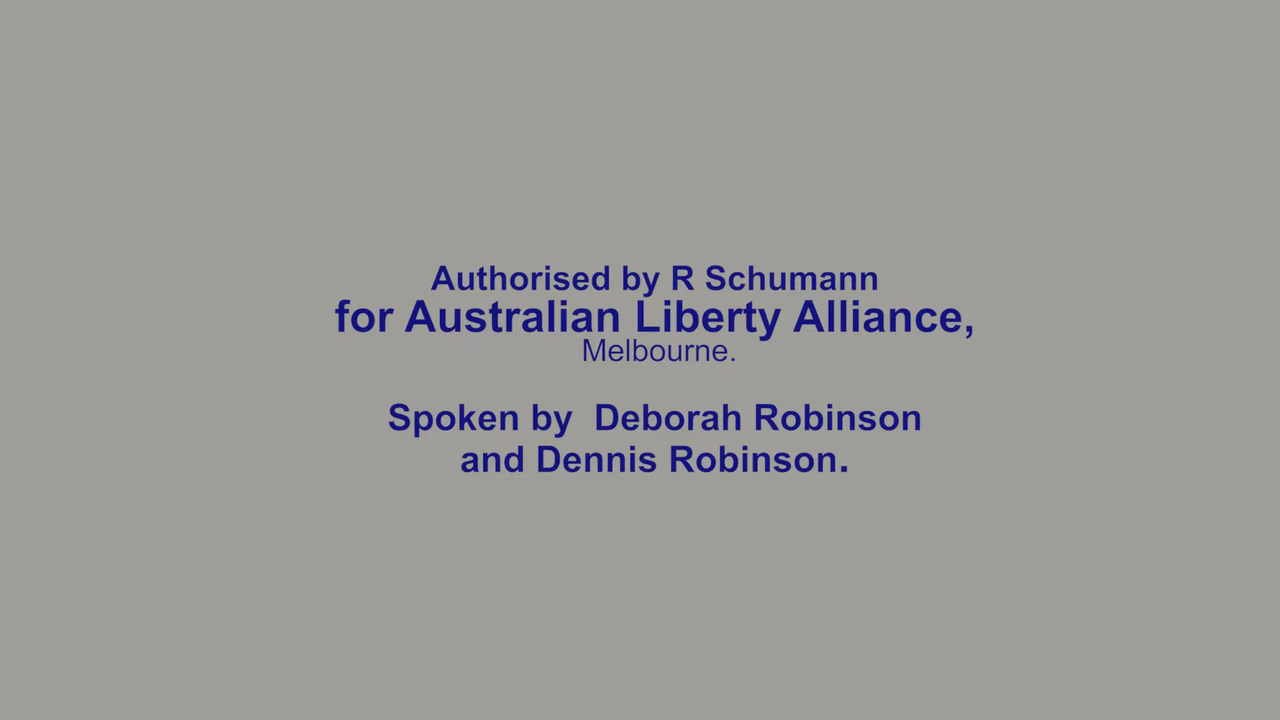 Authorised by R Schumann
for Australian Liberty Alliance,
Melbourne.
Spoken by  Deborah Robinson
and Dennis Robinson.